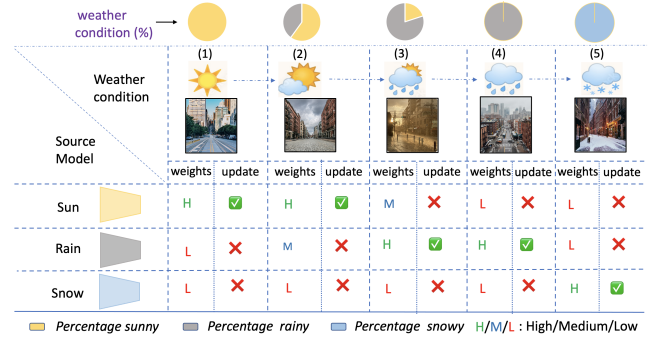 weather
condition (%)
(1) (2) (3) (4) (5)
Weather
condition
Source
Model
weights update weights update weights update weights update weights update
Sun H ✅ H ✅ M ❌ L ❌ L ❌
Rain L ❌ M ❌ H ✅ H ✅ L ❌
Snow L ❌ L ❌ L ❌ L ❌ H ✅
Percentage sunny Percentage rainy Percentage snowy H/M/L : High/Medium/Low